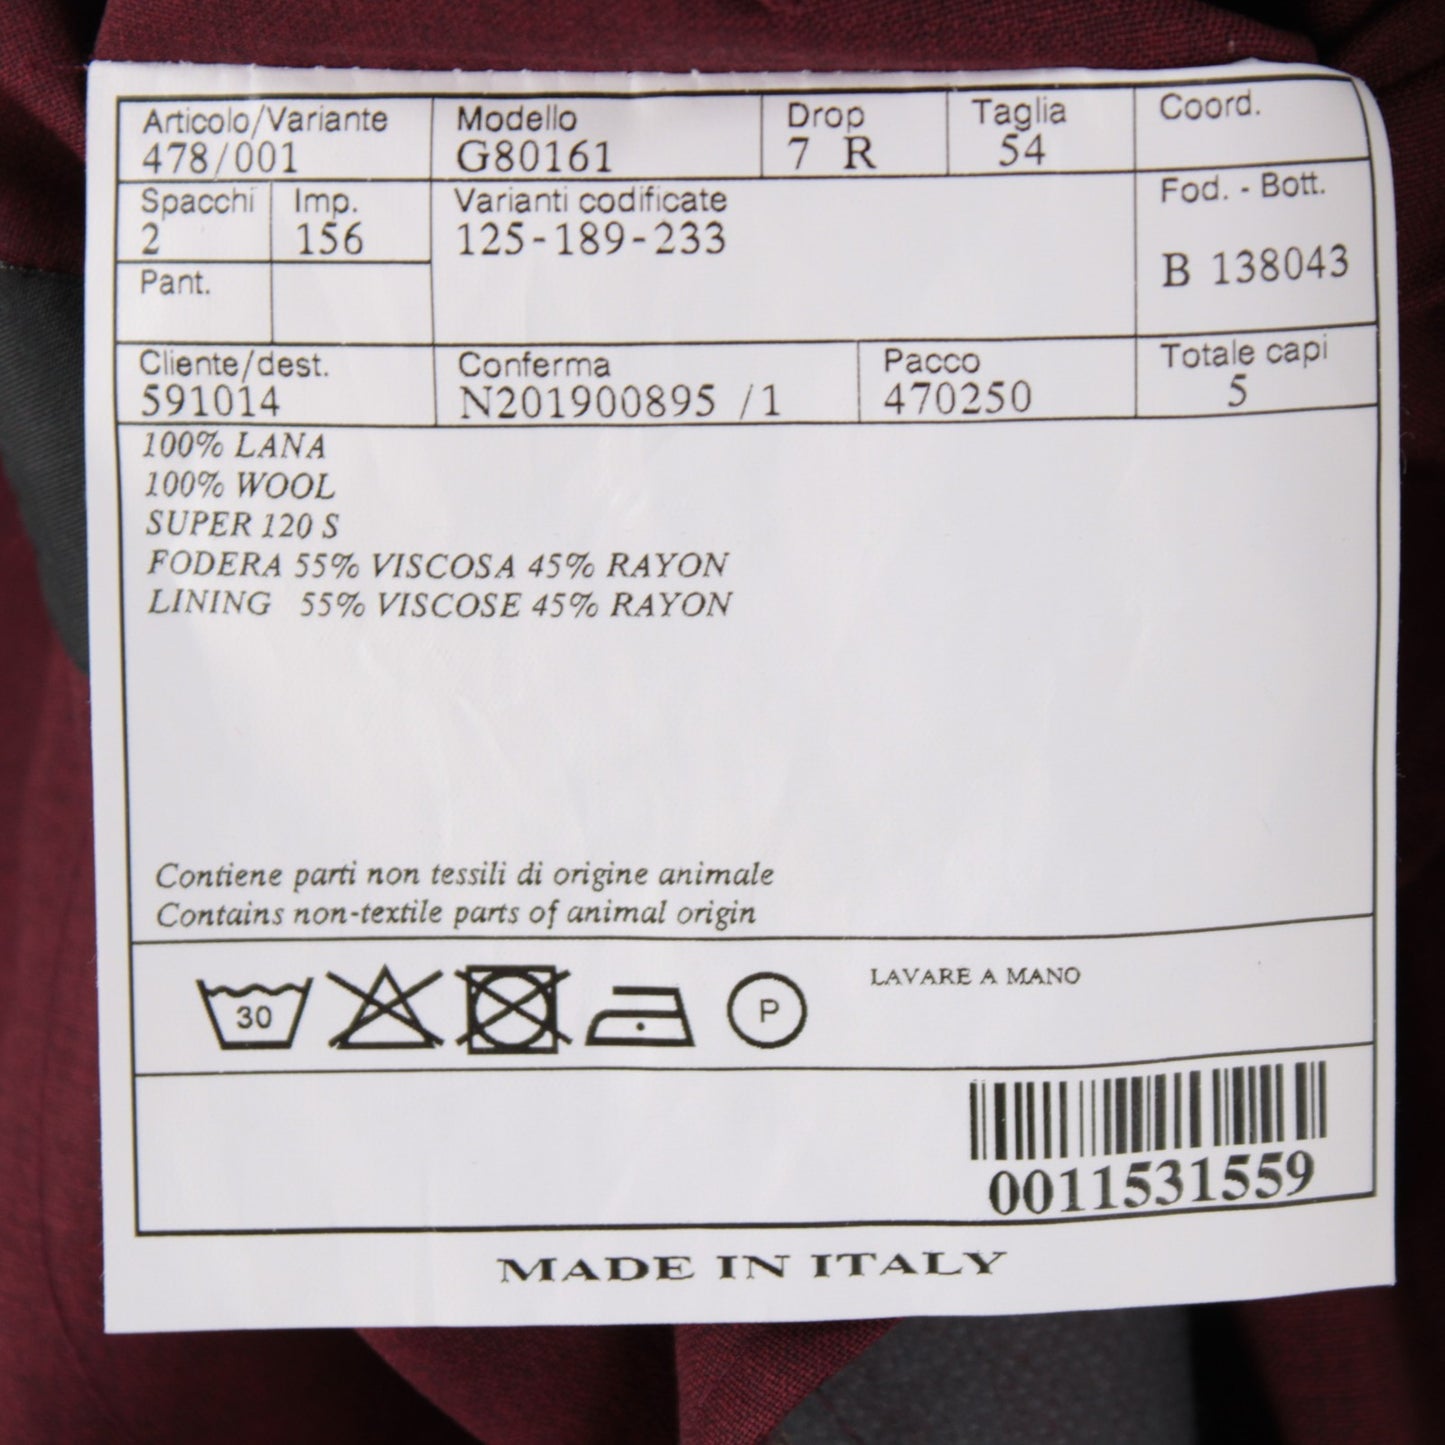 Articolo/Variante Modello Drop Taglia Coord.
478/001 G80161 7 R 54
Spacchi Imp. Varianti codificate Fod. - Bott.
2 156 125-189-233 B 138043
Pant.
Cliente/dest. Conferma Pacco Totale capi
591014 N201900895 /1 470250 5
100% LANA
100% WOOL
SUPER 120 S
FODERA 55% VISCOSA 45% RAYON
LINING 55% VISCOSE 45% RAYON
Contiene parti non tessili di origine animale
Contains non-textile parts of animal origin
30 P LAVARE A MANO
0011531559
MADE IN ITALY